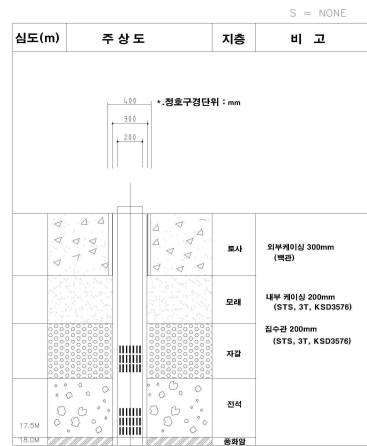 S = NONE
심도(m) 주 상 도 지층 비 고
400 *.정호구경단위 : mm
300
200
토사 외부케이싱 300mm
(백관)
모래 내부 케이싱 200mm
(STS, 3T, KSD3576)
집수관 200mm
(STS, 3T, KSD3576)
자갈
전석
17.5M
18.0M 풍화암